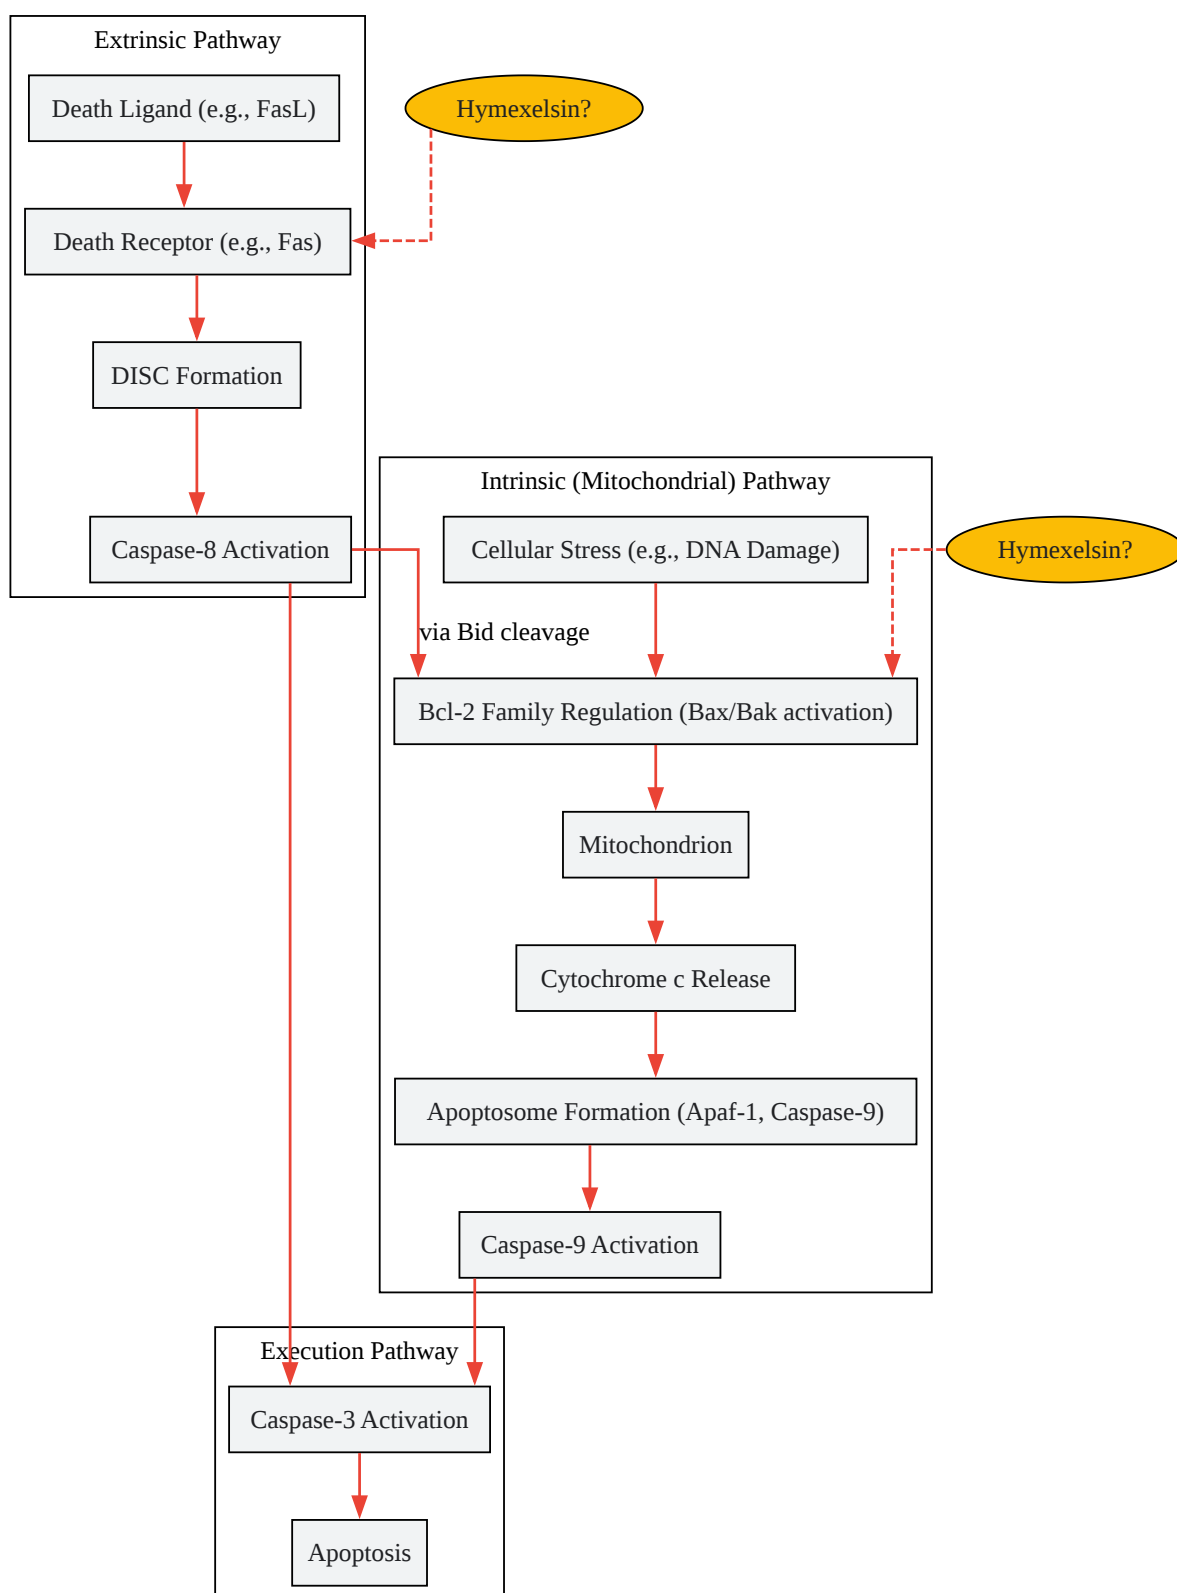 Extrinsic Pathway
Death Ligand (e.g., FasL)
Hymexelsin?
Death Receptor (e.g., Fas)
DISC Formation
Caspase-8 Activation
Intrinsic (Mitochondrial) Pathway
Cellular Stress (e.g., DNA Damage)
Hymexelsin?
via Bid cleavage
Bcl-2 Family Regulation (Bax/Bak activation)
Mitochondrion
Cytochrome c Release
Apoptosome Formation (Apaf-1, Caspase-9)
Caspase-9 Activation
Execution Pathway
Caspase-3 Activation
Apoptosis